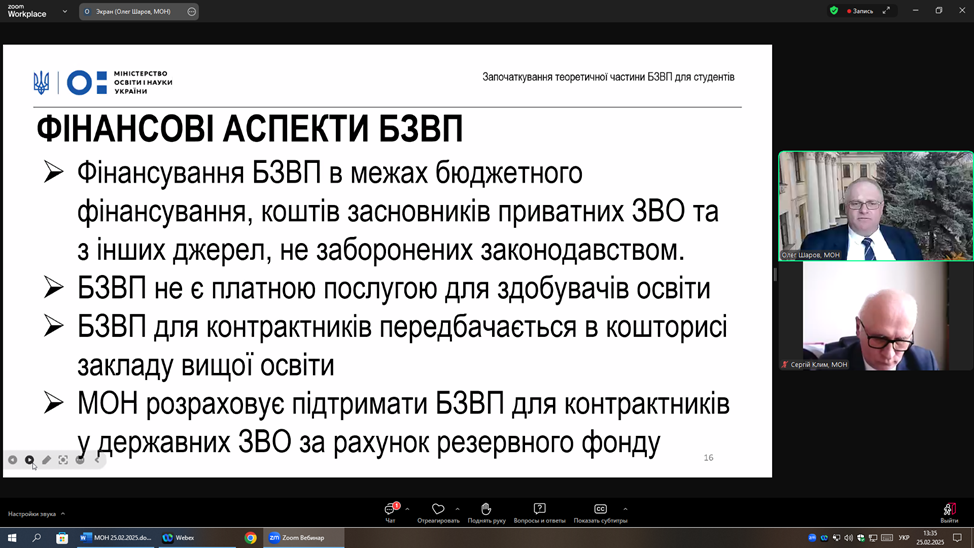 zoom
Workplace
Экран (Олег Шаров, МОН)
Запись
МІНІСТЕРСТВО
ОСВІТИ І НАУКИ
УКРАЇНИ
Започаткування теоретичної частини БЗВП для студентів
ФІНАНСОВІ АСПЕКТИ БЗВП
Фінансування БЗВП в межах бюджетного
фінансування, коштів засновників приватних ЗВО та
з інших джерел, не заборонених законодавством.
БЗВП не є платною послугою для здобувачів освіти
БЗВП для контрактників передбачається в кошторисі
закладу вищої освіти
МОН розраховує підтримати БЗВП для контрактників
у державних ЗВО за рахунок резервного фонду
16
Олег Шаров, МОН
Сергій Клим, МОН
Настройки звука
1
Чат
Отреагировать
Поднять руку
Вопросы и ответы
CC
Показать субтитры
Выйти
МОН 25.02.2025.do...
Webex
zm Zoom Вебинар
УКР
13:35
25.02.2025